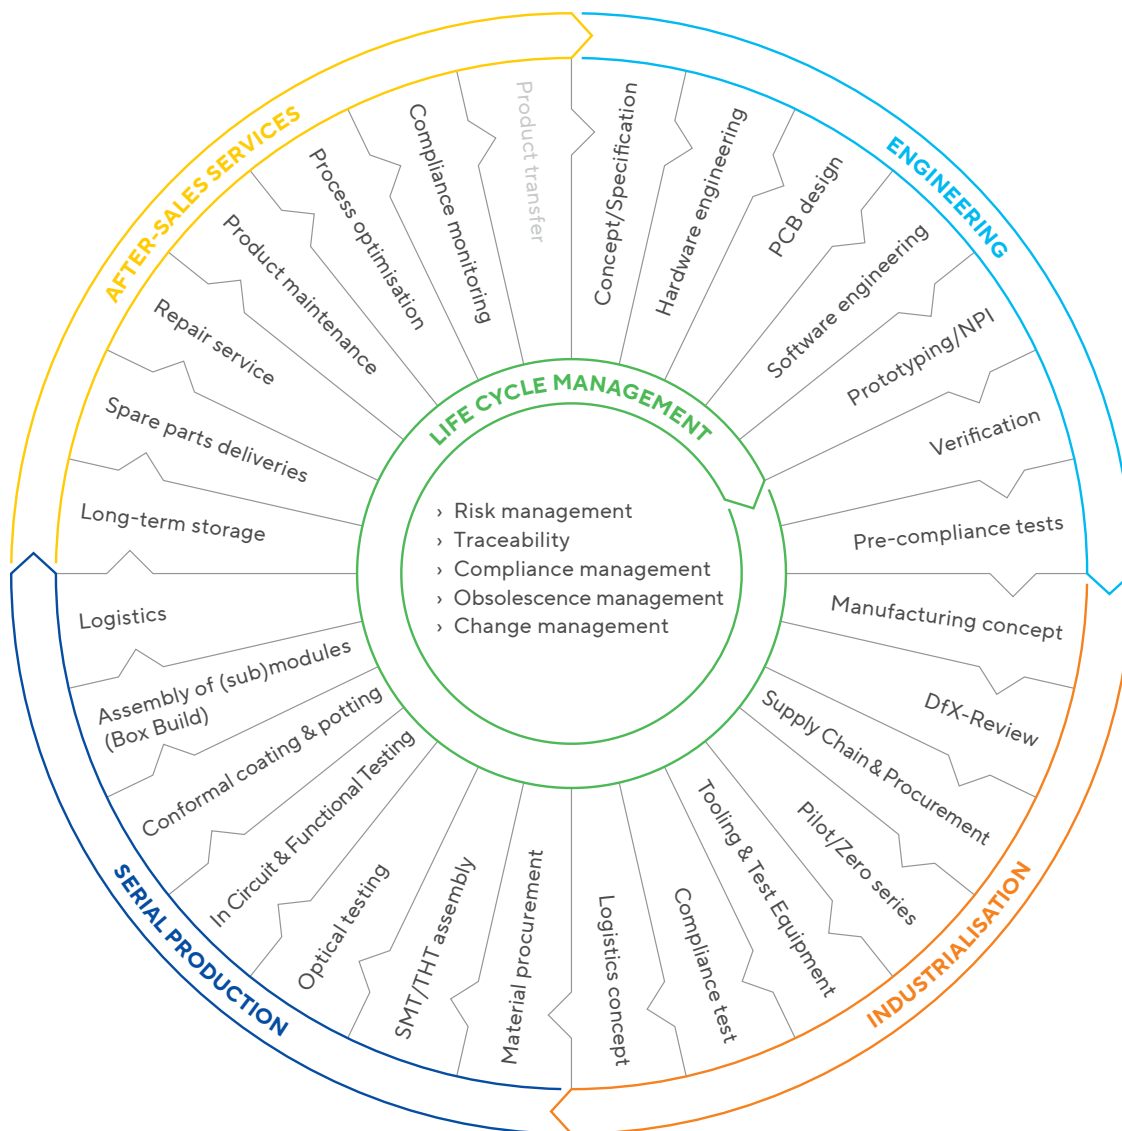 ENGINEERING
Concept/Specification
Hardware engineering
PCB design
Software engineering
Prototyping/NPI
Verification
Pre-compliance tests
INDUSTRIALISATION
Manufacturing concept
DfX-Review
Supply Chain & Procurement
Pilot/Zero series
Tooling & Test Equipment
Compliance test
Logistics concept
SERIAL PRODUCTION
Material procurement
SMT/THT assembly
Optical testing
In Circuit & Functional Testing
Conformal coating & potting
Assembly of (sub)modules
(Box Build)
Logistics
AFTER-SALES SERVICES
Long-term storage
Spare parts deliveries
Repair service
Product maintenance
Process optimisation
Compliance monitoring
Product transfer
LIFE CYCLE MANAGEMENT
› Risk management
› Traceability
› Compliance management
› Obsolescence management
› Change management